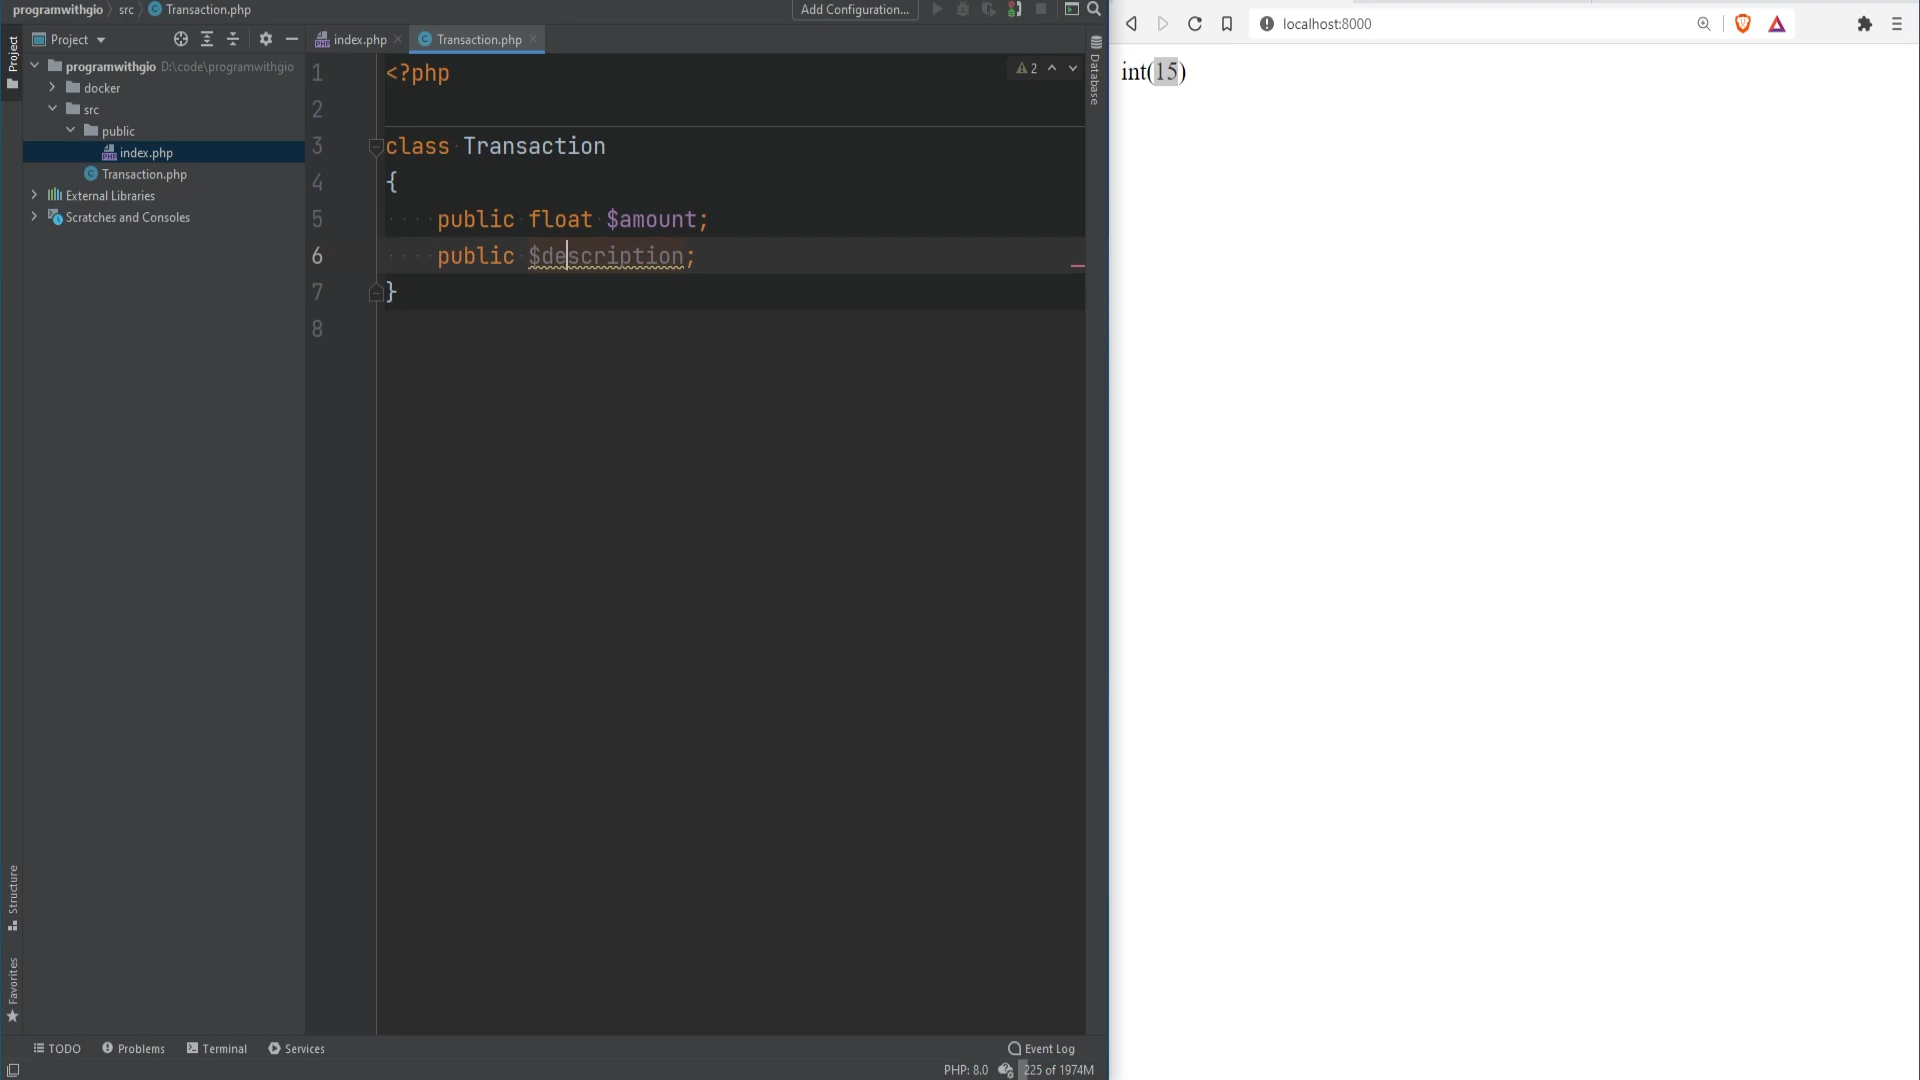 programwithgio src Transaction.php
Add Configuration...
Project
index.php
Transaction.php
programwithgio D:\code\programwithgio
docker
src
public
index.php
Transaction.php
External Libraries
Scratches and Consoles
Project
Structure
Favorites
1 <?php
2
3 class Transaction
4 {
5 public float $amount;
6 public $description;
7 }
8
2
Database
TODO
Problems
Terminal
Services
Event Log
PHP: 8.0
225 of 1974M
localhost:8000
int(15)